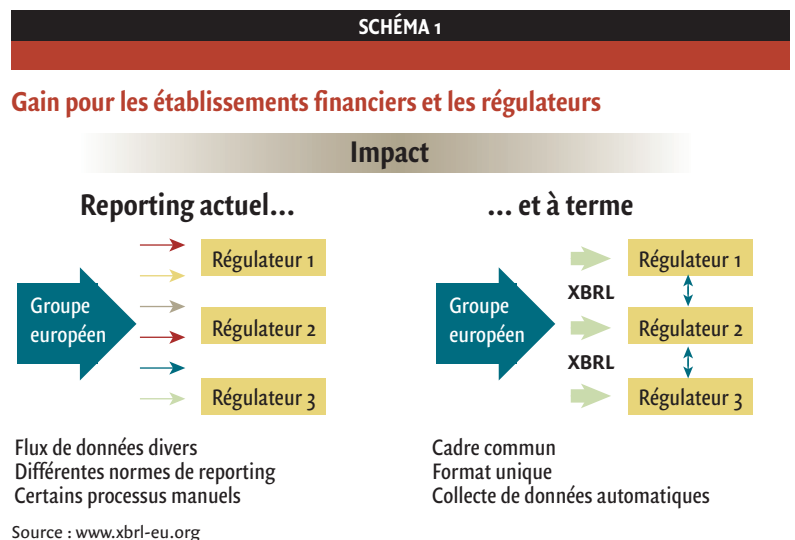 SCHÉMA 1
Gain pour les établissements financiers et les régulateurs
Impact
Reporting actuel...
Groupe
européen
Régulateur 1
Régulateur 2
Régulateur 3
Flux de données divers
Différentes normes de reporting
Certains processus manuels
... et à terme
Groupe
européen
XBRL
XBRL
Régulateur 1
Régulateur 2
Régulateur 3
Cadre commun
Format unique
Collecte de données automatiques
Source : www.xbrl-eu.org